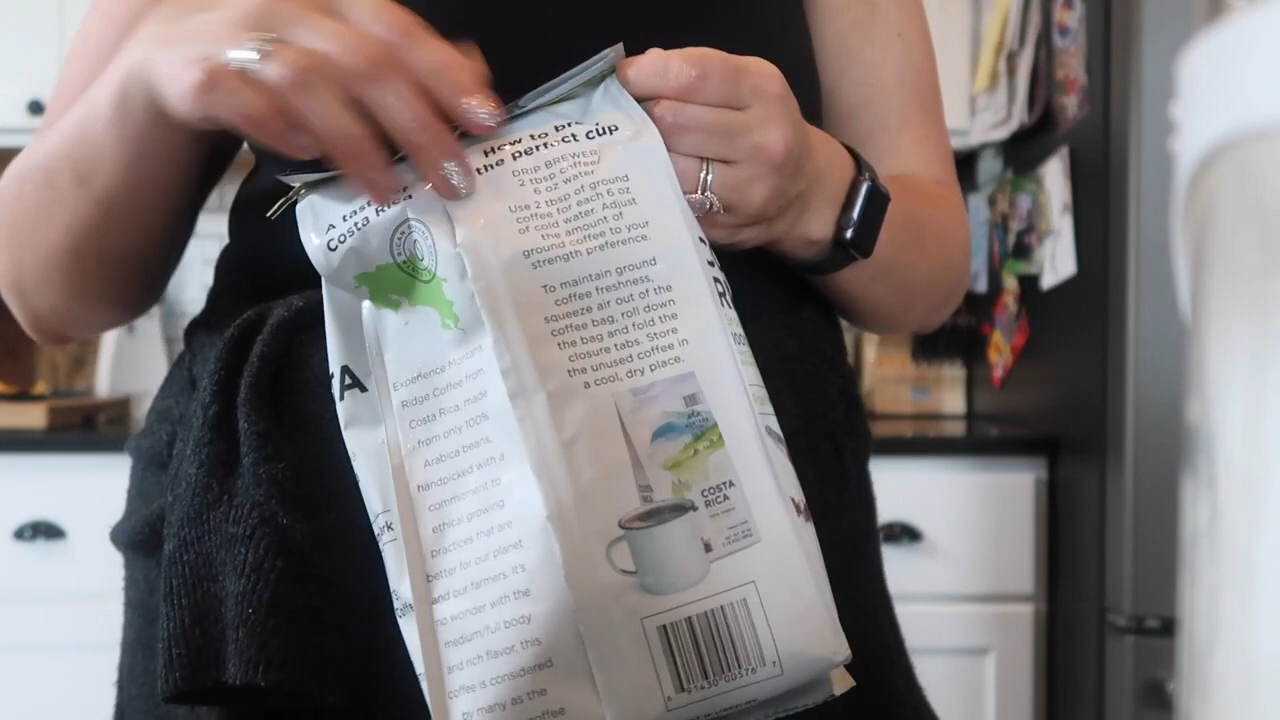 A taste of
Costa Rica
Experience Montana
Ridge Coffee from
Costa Rica, made
from only 100%
Arabica beans,
handpicked with a
commitment to
ethical growing
practices that are
better for our planet
and our farmers. It's
no wonder with the
medium/full body
and rich flavor, this
coffee is considered
by many as the
coffee
How to
the perfect cup
DRIP BREWER
2 tbsp coffee/
6 oz water
Use 2 tbsp of ground
coffee for each 6 oz
of cold water. Adjust
the amount of
ground coffee to your
strength preference.
To maintain ground
coffee freshness,
squeeze air out of the
coffee bag, roll down
the bag and fold the
closure tabs. Store
the unused coffee in
a cool, dry place.
COSTA
RICA
91430 00576 7